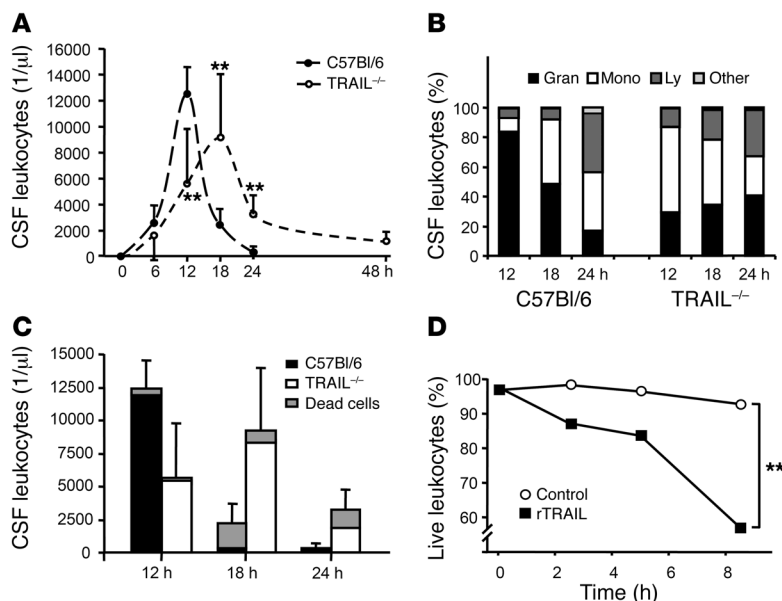 A
CSF leukocytes (1/µl)
16000
14000
12000
10000
8000
6000
4000
2000
0
0 6 12 18 24 48 h
C57Bl/6
TRAIL–/–
**
**
**
B
CSF leukocytes (%)
Gran Mono Ly Other
100
80
60
40
20
0
12 18 24 h 12 18 24 h
C57Bl/6 TRAIL–/–
C
CSF leukocytes (1/µl)
15000
12500
10000
7500
5000
2500
0
C57Bl/6
TRAIL–/–
Dead cells
12 h 18 h 24 h
D
Live leukocytes (%)
100
90
80
70
60
Control
rTRAIL
**
0 2 4 6 8
Time (h)